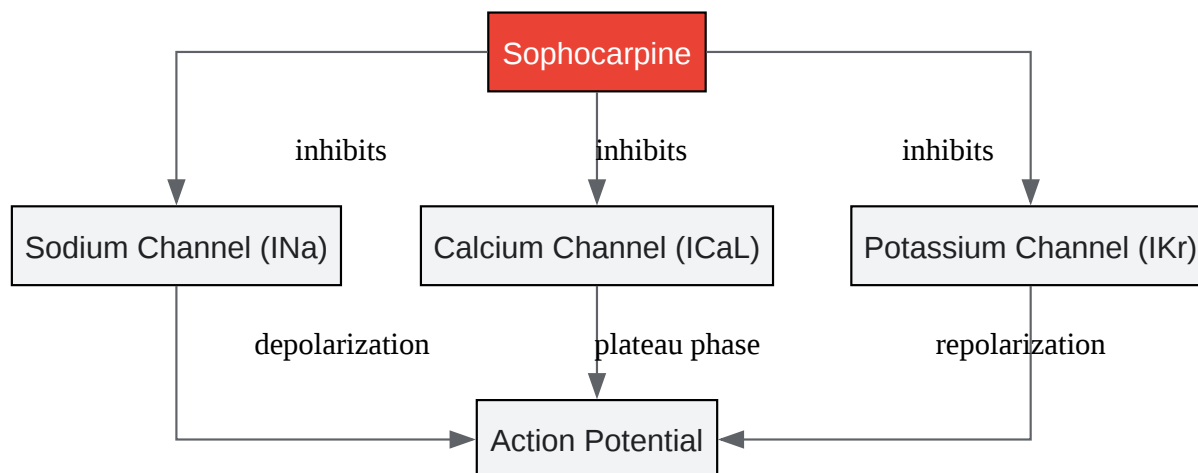 Sophocarpine
inhibits
inhibits
inhibits
Sodium Channel (INa)
Calcium Channel (ICaL)
Potassium Channel (IKr)
depolarization
plateau phase
repolarization
Action Potential